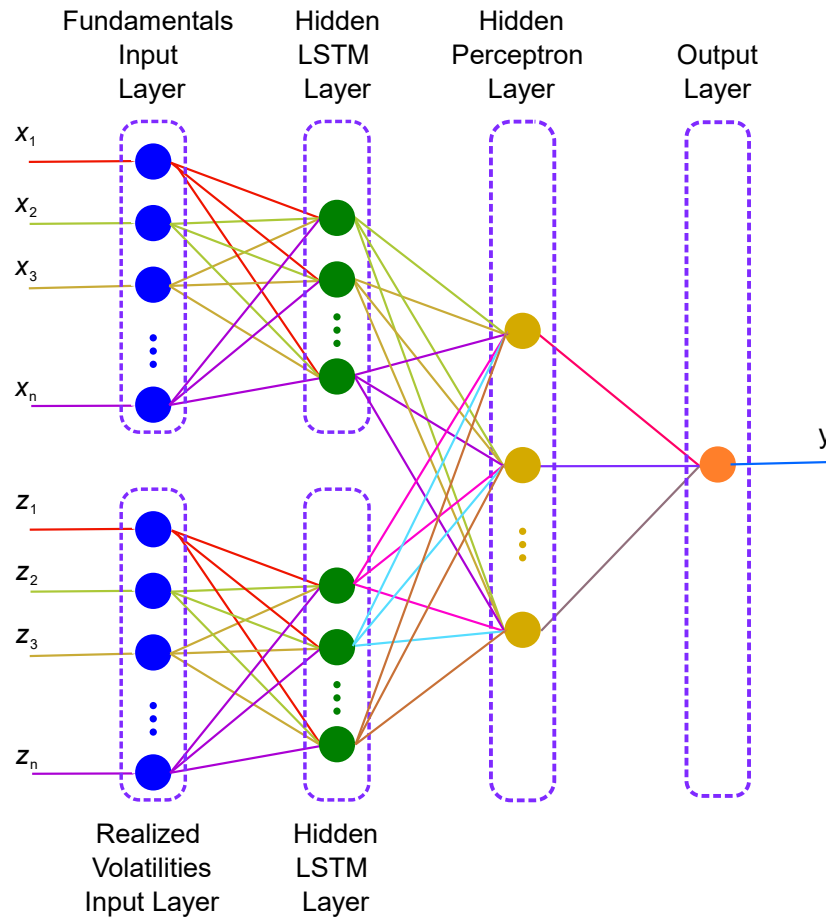 Fundamentals
Input
Layer
Hidden
LSTM
Layer
Hidden
Perceptron
Layer
Output
Layer
x₁
x₂
x₃
xₙ
y
z₁
z₂
z₃
zₙ
Realized
Volatilities
Input Layer
Hidden
LSTM
Layer